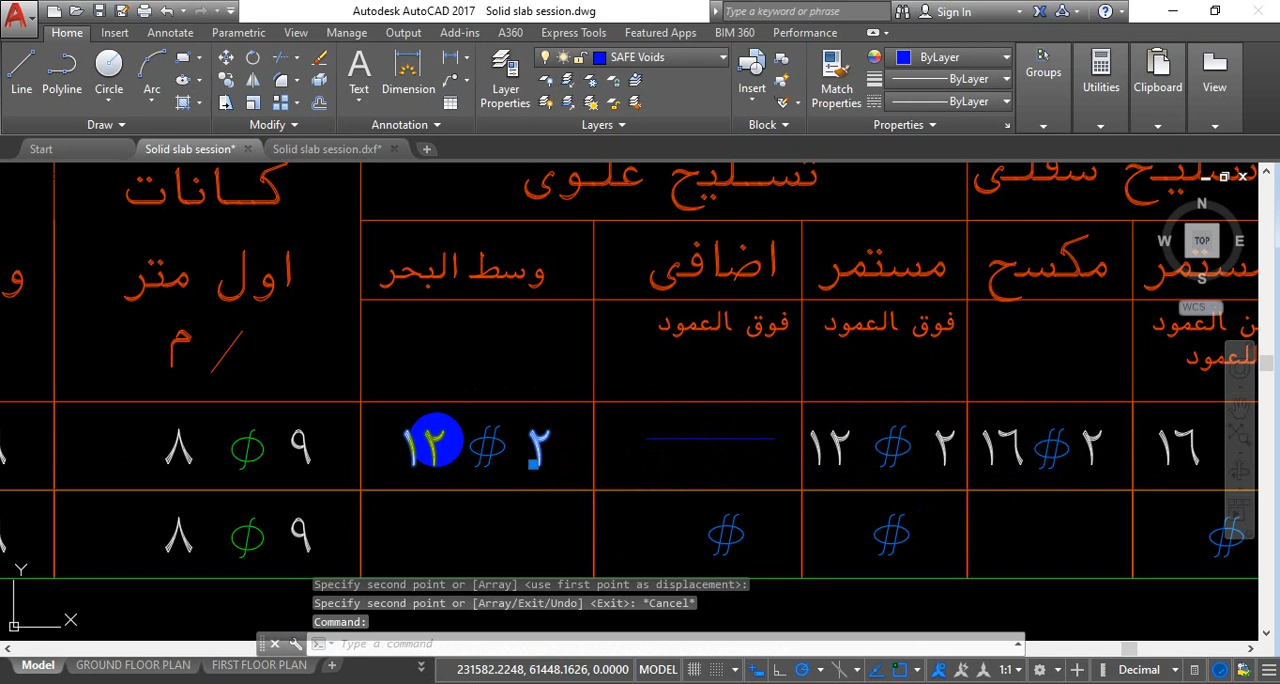 Autodesk AutoCAD 2017 Solid slab session.dwg
Type a keyword or phrase
Sign In
Home Insert Annotate Parametric View Manage Output Add-ins A360 Express Tools Featured Apps BIM 360 Performance
Line Polyline Circle Arc
Draw
Modify
Text Dimension
Annotation
Layer Properties
SAFE Voids
Layers
Insert
Block
Match Properties
ByLayer
ByLayer
ByLayer
Properties
Groups
Utilities
Clipboard
View
Start Solid slab session* Solid slab session.dxf*
تسليح سفلى تسليح علوى كانات
مكسح مستمر اضافى وسط البحر اول متر
فوق العمود فوق العمود / م
للعمود
N
W TOP E
S
WCS
١٦ ٢ ١٦ ٢ ١٢ ٢ ١٢ ٩ ϕ ٨
٩ ϕ ٨
Y
X
Specify second point or [Array] <use first point as displacement>:
Specify second point or [Array/Exit/Undo] <Exit>: *Cancel*
Command:
Type a command
Model GROUND FLOOR PLAN FIRST FLOOR PLAN
231582.2248, 61448.1626, 0.0000 MODEL 1:1 Decimal